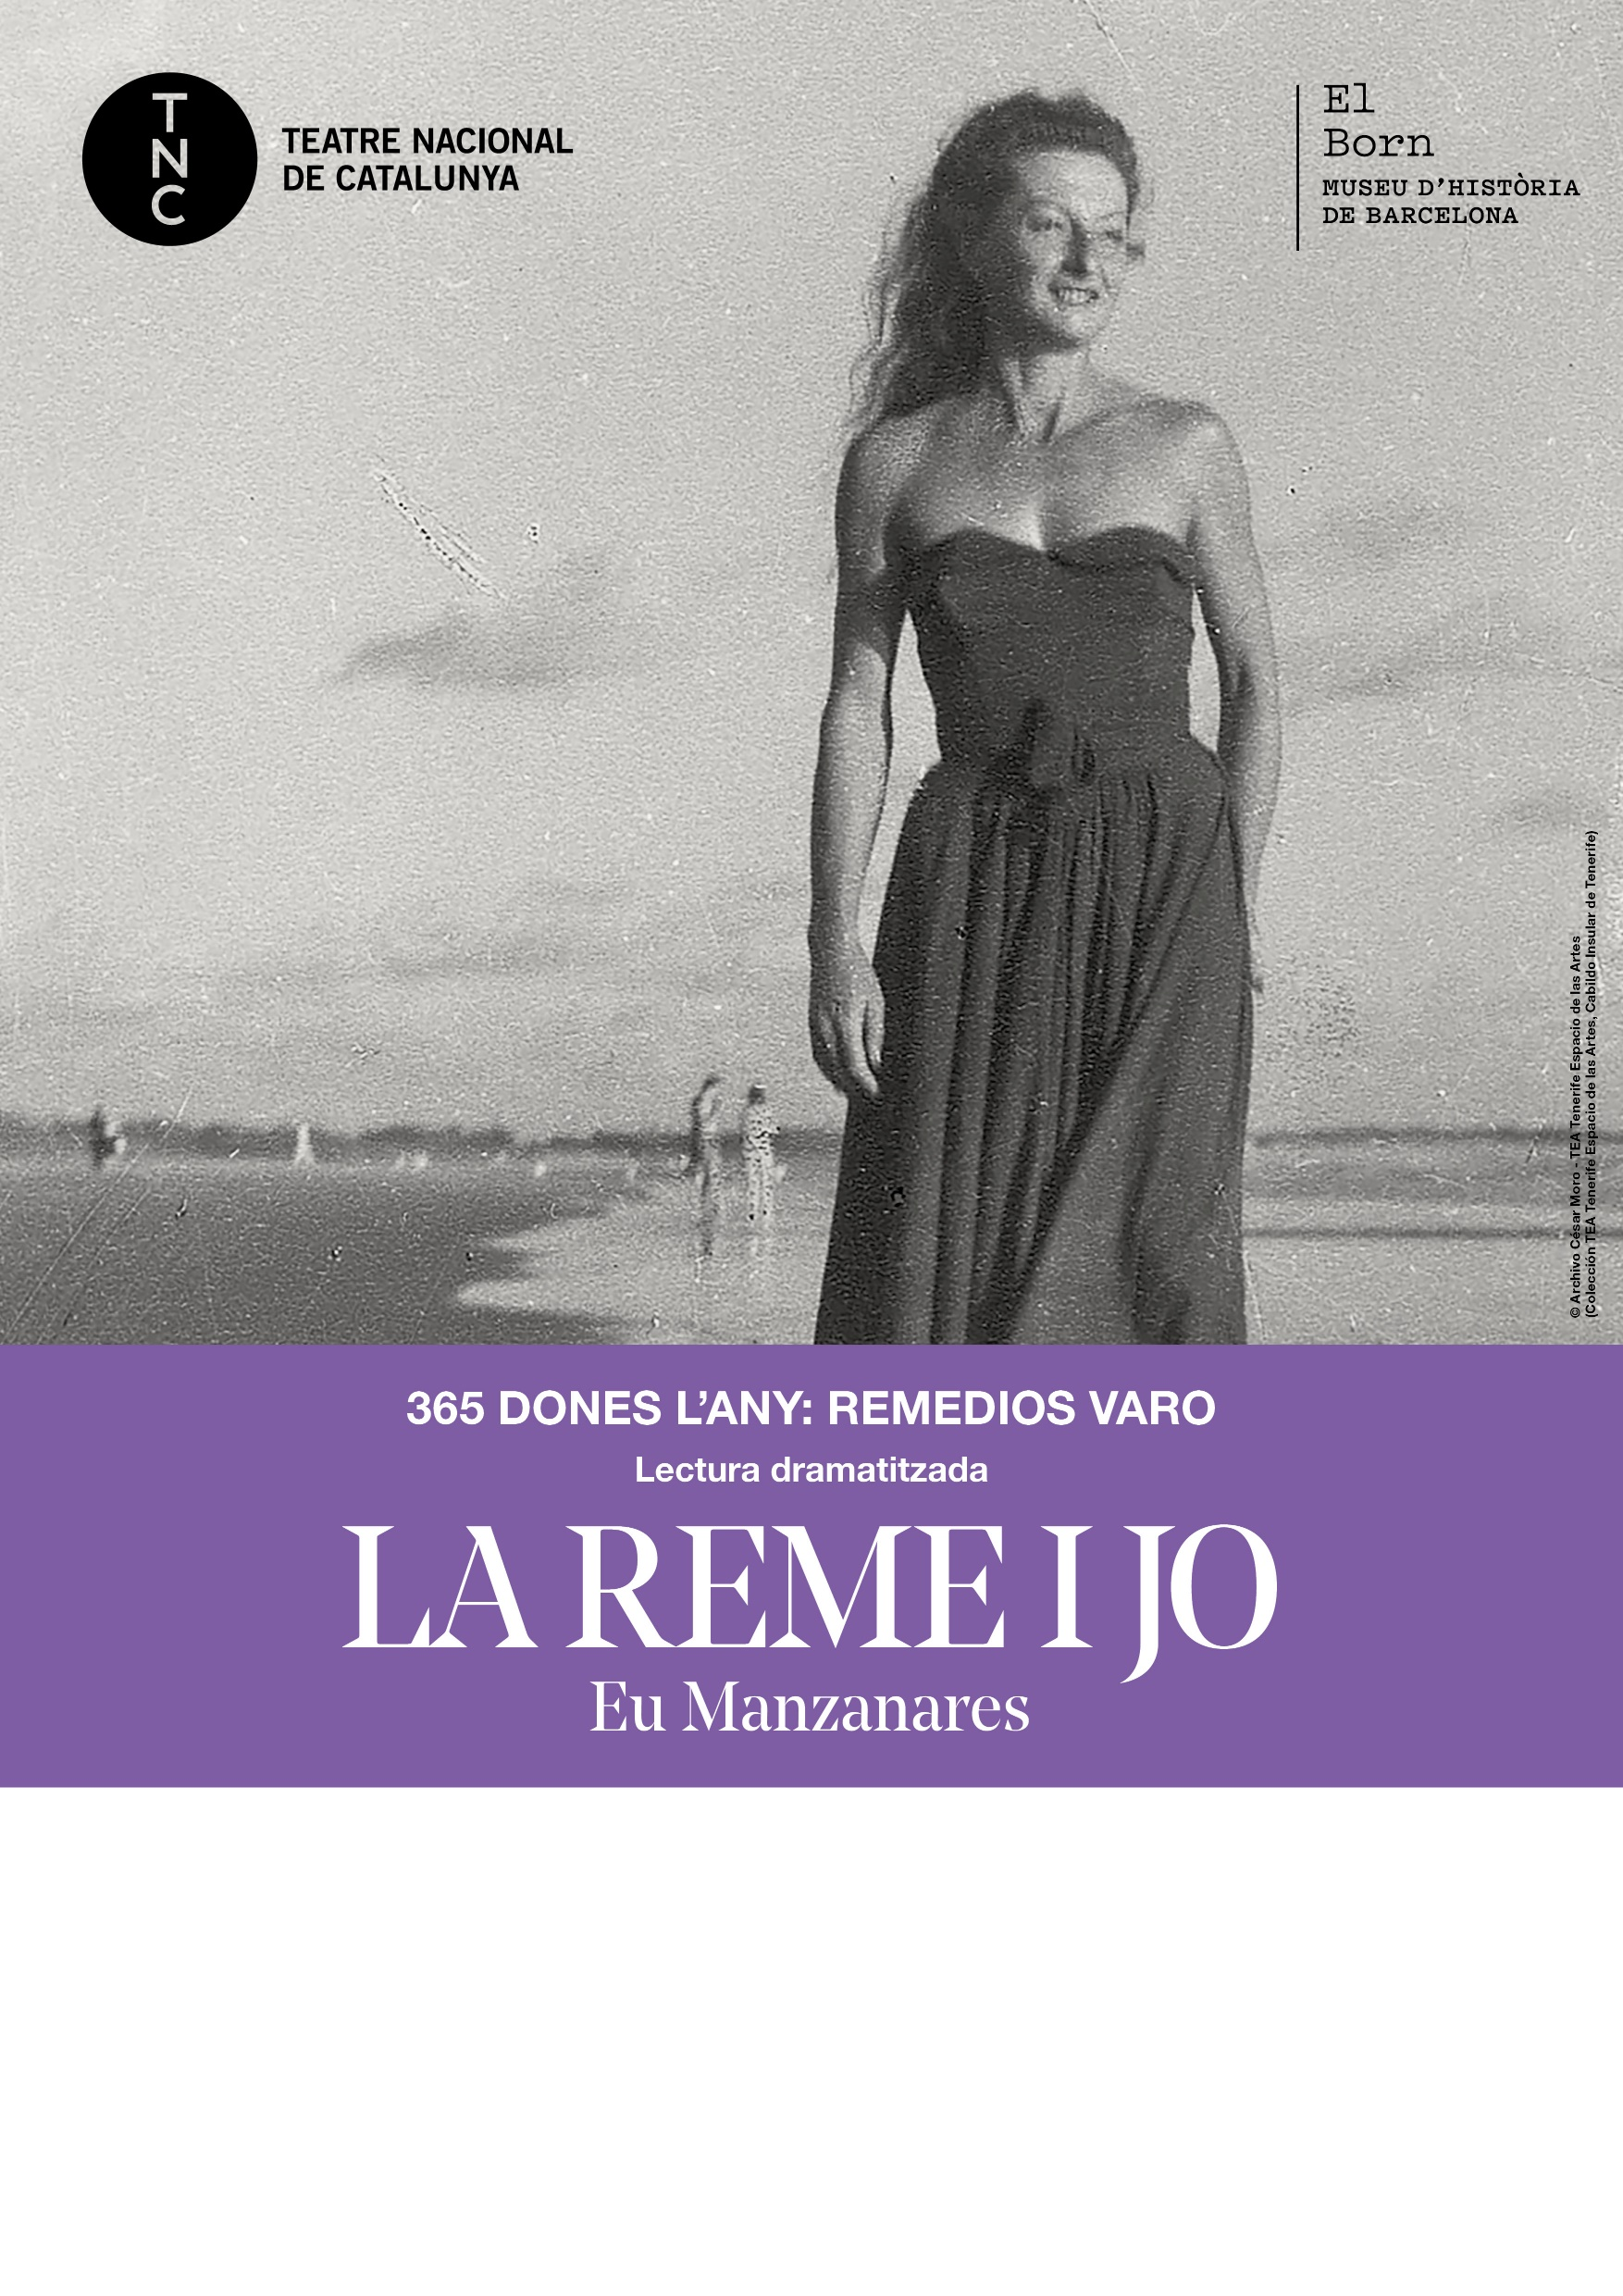 T
N
C
TEATRE NACIONAL
DE CATALUNYA
El
Born
MUSEU D’HISTÒRIA
DE BARCELONA
© Archivo César Moro - TEA Tenerife Espacio de las Artes
(Colección TEA Tenerife Espacio de las Artes, Cabildo Insular de Tenerife)
365 DONES L’ANY: REMEDIOS VARO
Lectura dramatitzada
LA REME I JO
Eu Manzanares